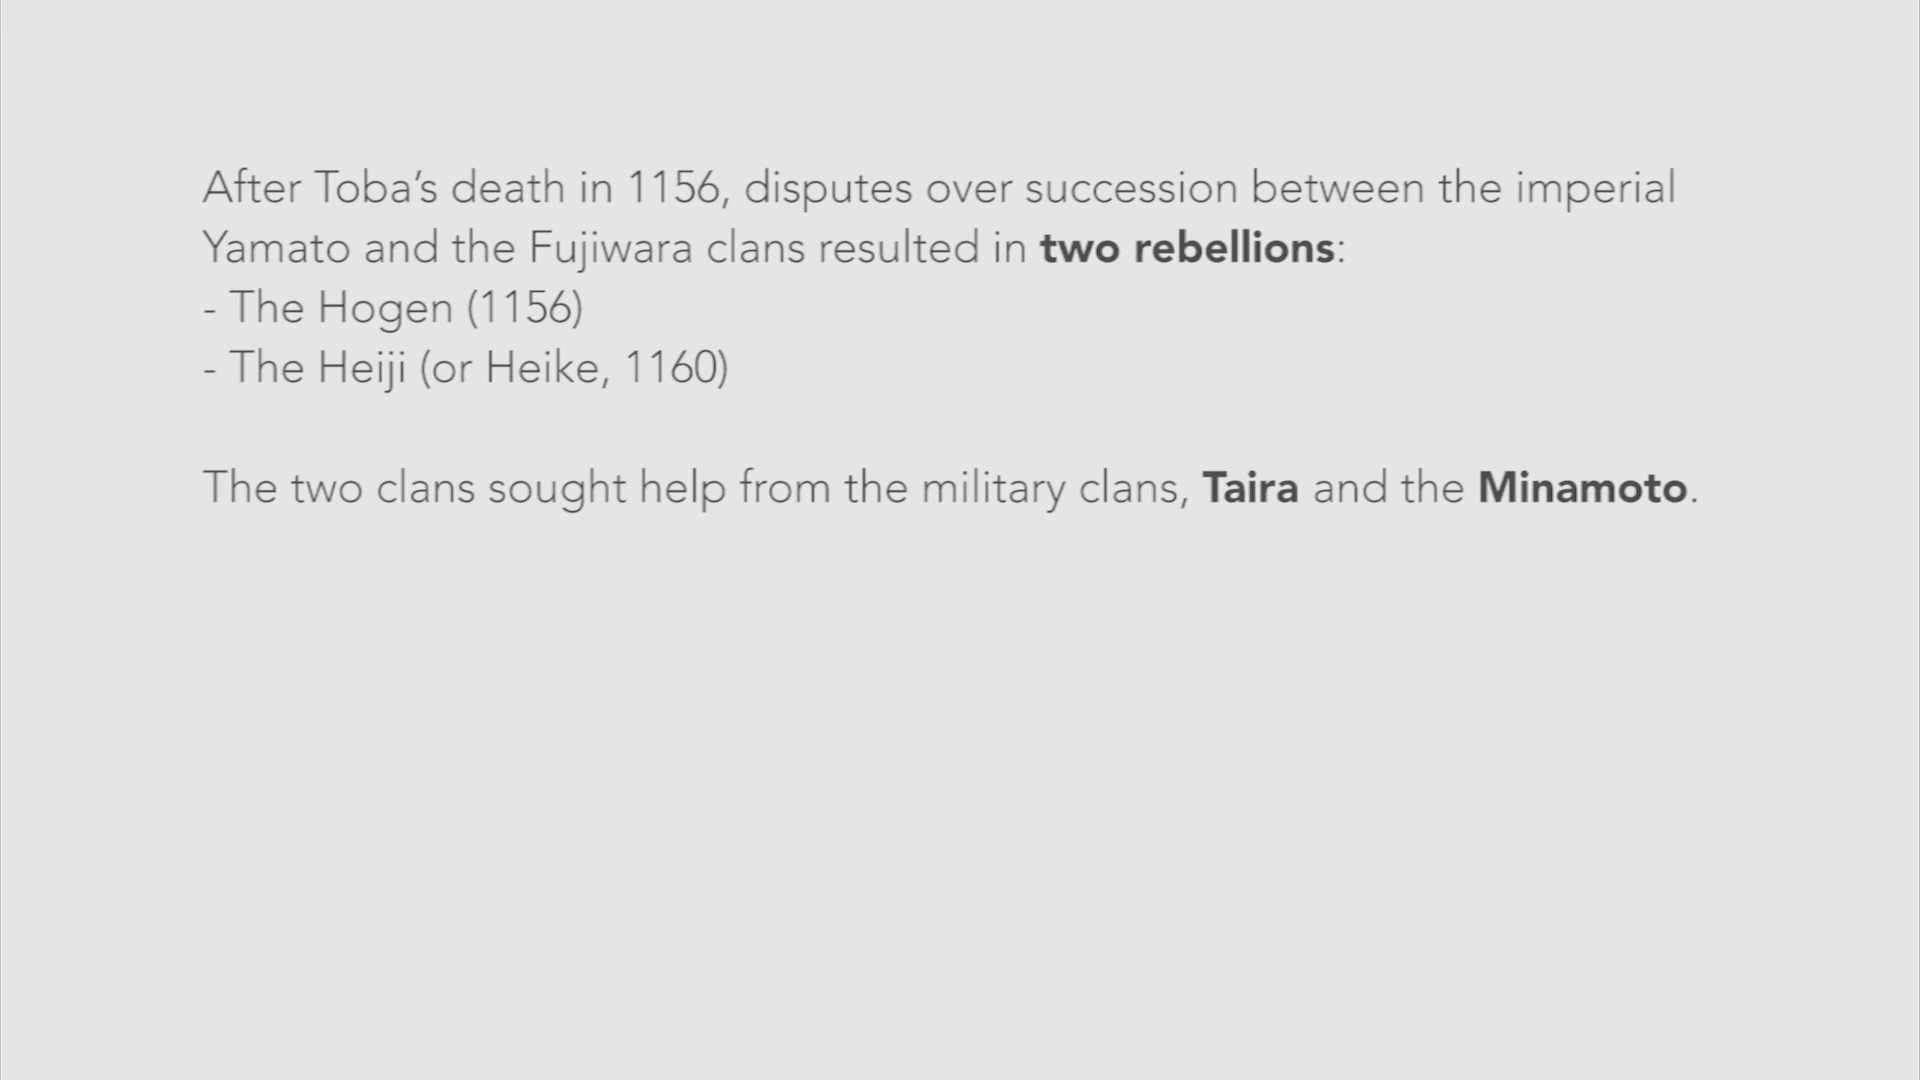 After Toba’s death in 1156, disputes over succession between the imperial
Yamato and the Fujiwara clans resulted in two rebellions:
- The Hogen (1156)
- The Heiji (or Heike, 1160)
The two clans sought help from the military clans, Taira and the Minamoto.